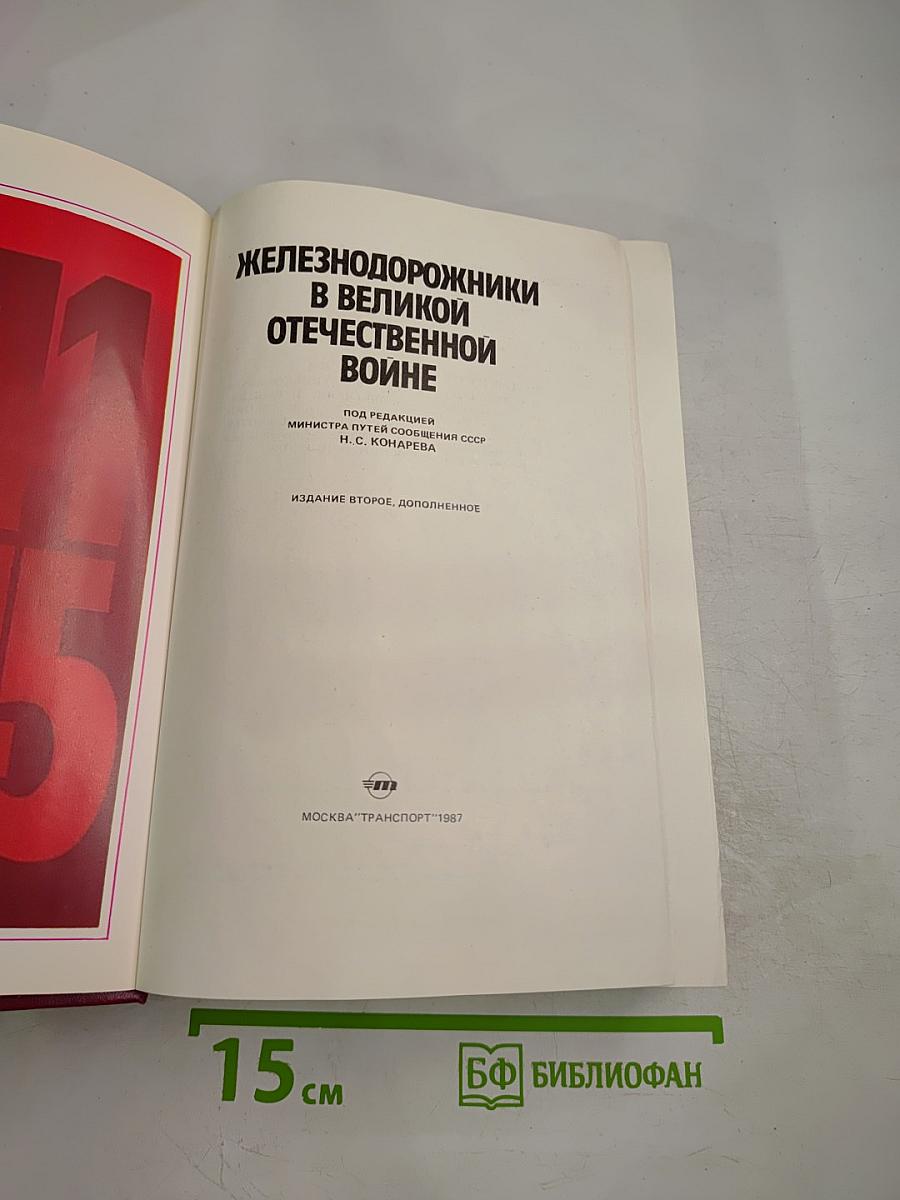 ЖЕЛЕЗНОДОРОЖНИКИ
В ВЕЛИКОЙ
ОТЕЧЕСТВЕННОЙ
ВОЙНЕ
ПОД РЕДАКЦИЕЙ
МИНИСТРА ПУТЕЙ СООБЩЕНИЯ СССР
Н. С. КОНАРЕВА
ИЗДАНИЕ ВТОРОЕ, ДОПОЛНЕННОЕ
т
МОСКВА"ТРАНСПОРТ"1987
15 см
БФ БИБЛИОФАН